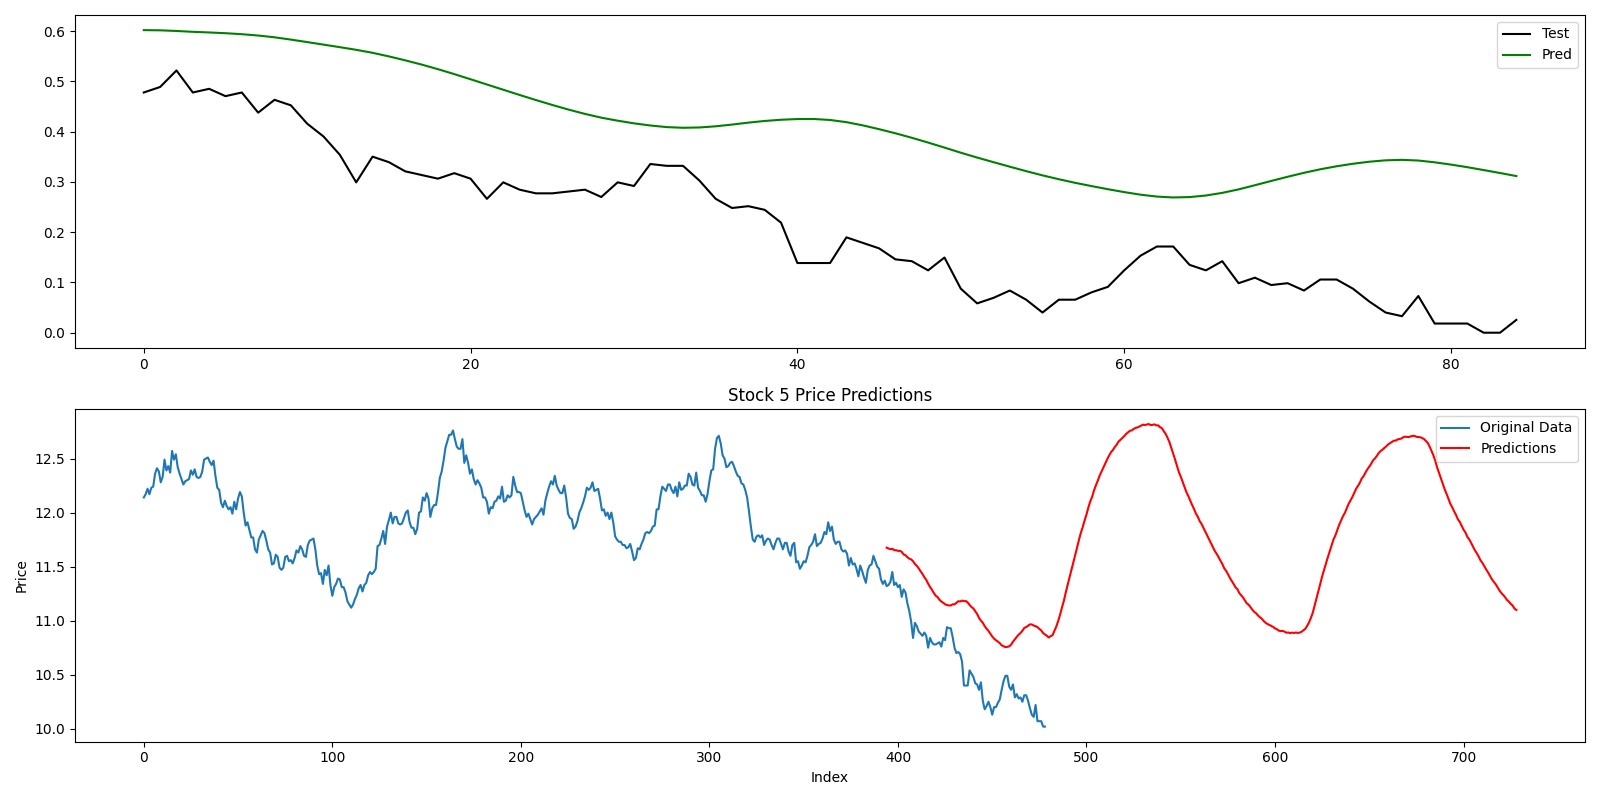 0.6
0.5
0.4
0.3
0.2
0.1
0.0
Test
Pred
0 20 40 60 80
Stock 5 Price Predictions
Price
12.5
12.0
11.5
11.0
10.5
10.0
Original Data
Predictions
0 100 200 300 400 500 600 700
Index